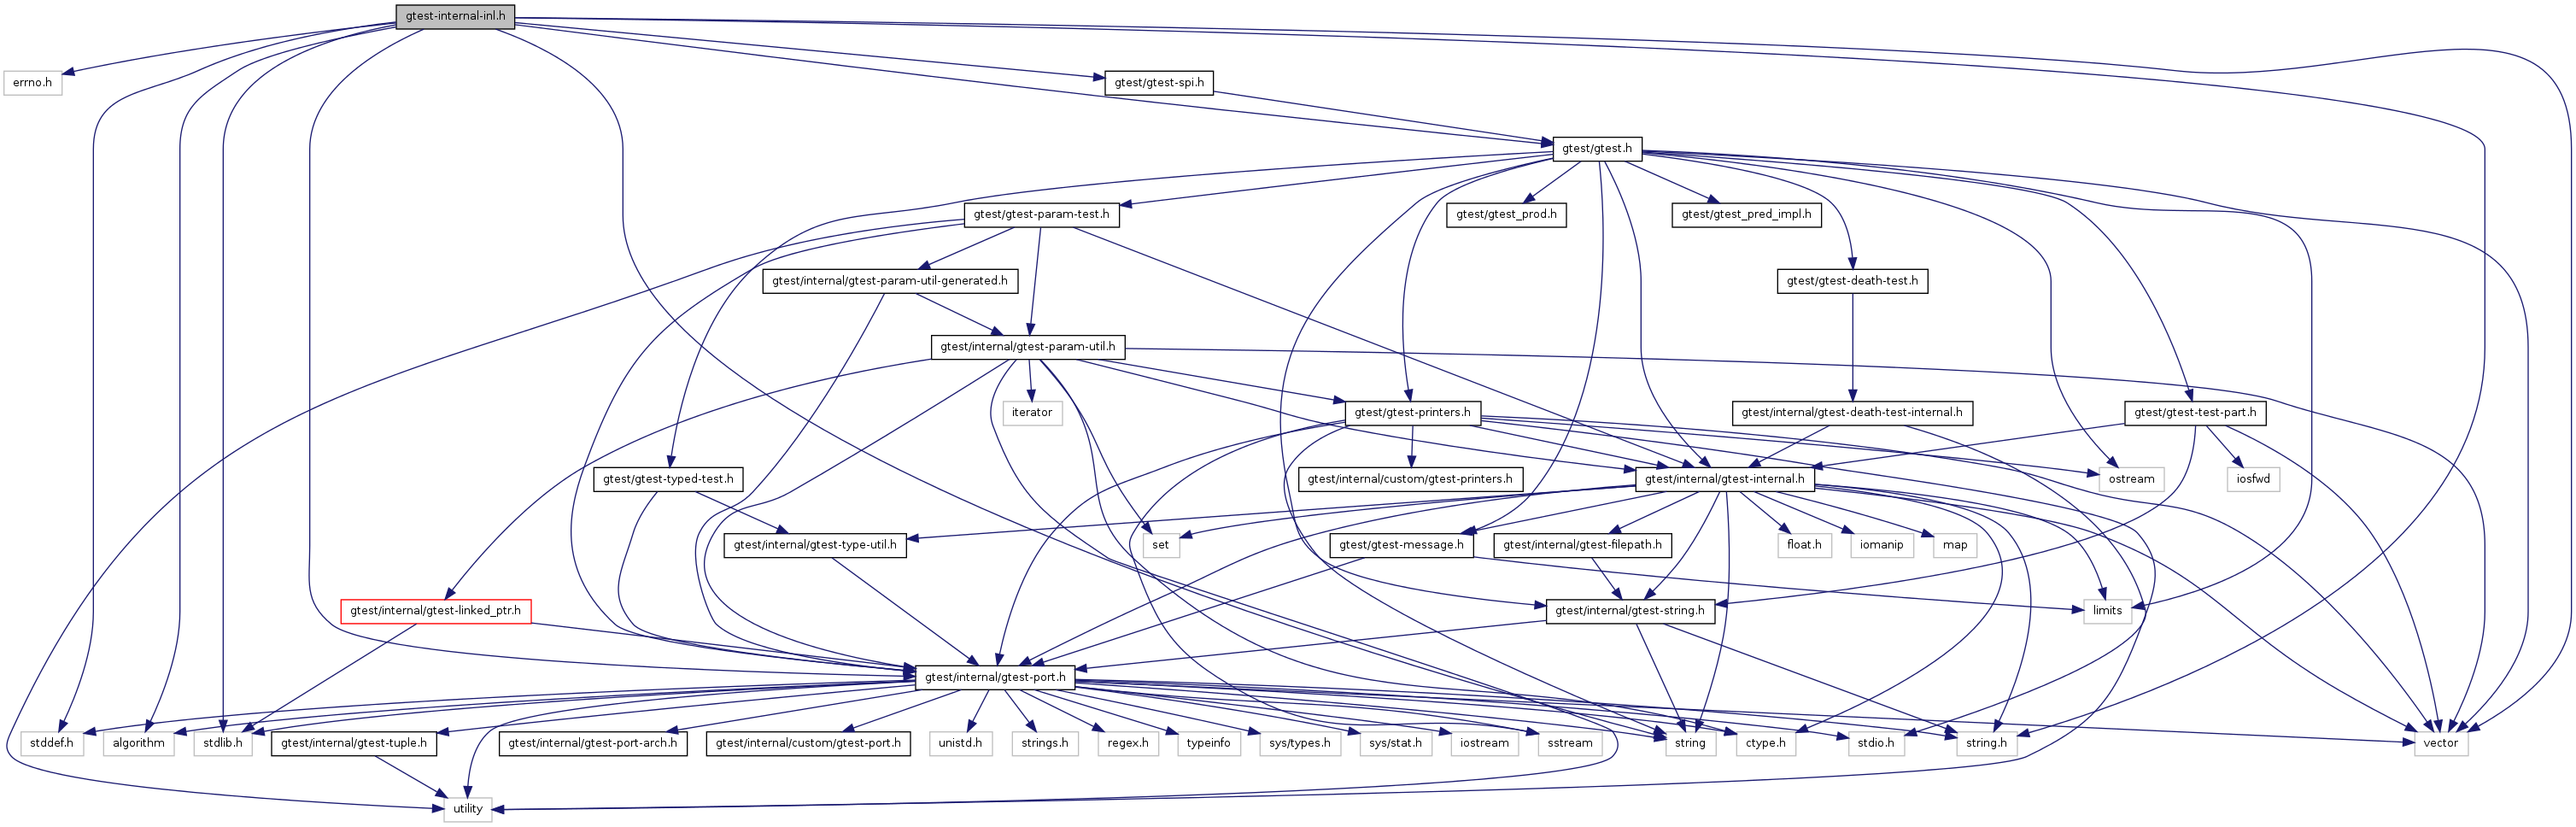 gtest-internal-inl.h
errno.h
gtest/gtest-spi.h
gtest/gtest.h
gtest/gtest-param-test.h
gtest/gtest_prod.h
gtest/gtest_pred_impl.h
gtest/internal/gtest-param-util-generated.h
gtest/gtest-death-test.h
gtest/internal/gtest-param-util.h
iterator
gtest/gtest-printers.h
gtest/internal/gtest-death-test-internal.h
gtest/gtest-test-part.h
gtest/gtest-typed-test.h
gtest/internal/custom/gtest-printers.h
gtest/internal/gtest-internal.h
ostream
iosfwd
gtest/internal/gtest-type-util.h
set
gtest/gtest-message.h
gtest/internal/gtest-filepath.h
float.h
iomanip
map
gtest/internal/gtest-linked_ptr.h
gtest/internal/gtest-string.h
limits
gtest/internal/gtest-port.h
stddef.h
algorithm
stdlib.h
gtest/internal/gtest-tuple.h
gtest/internal/gtest-port-arch.h
gtest/internal/custom/gtest-port.h
unistd.h
strings.h
regex.h
typeinfo
sys/types.h
sys/stat.h
iostream
sstream
string
ctype.h
stdio.h
string.h
vector
utility